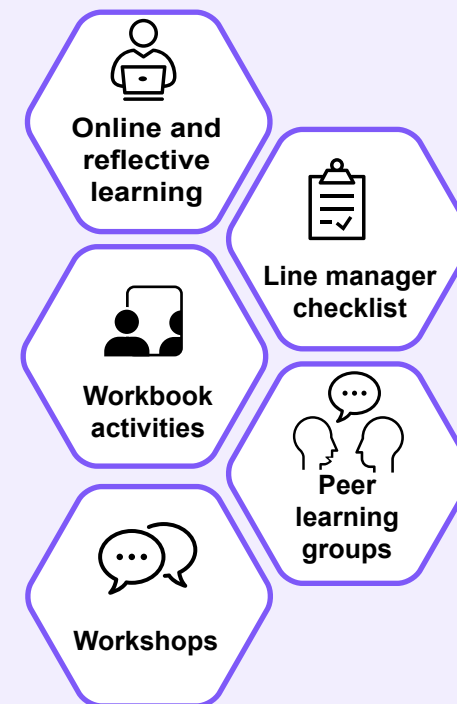 Online and
reflective
learning
Line manager
checklist
Workbook
activities
Peer
learning
groups
Workshops